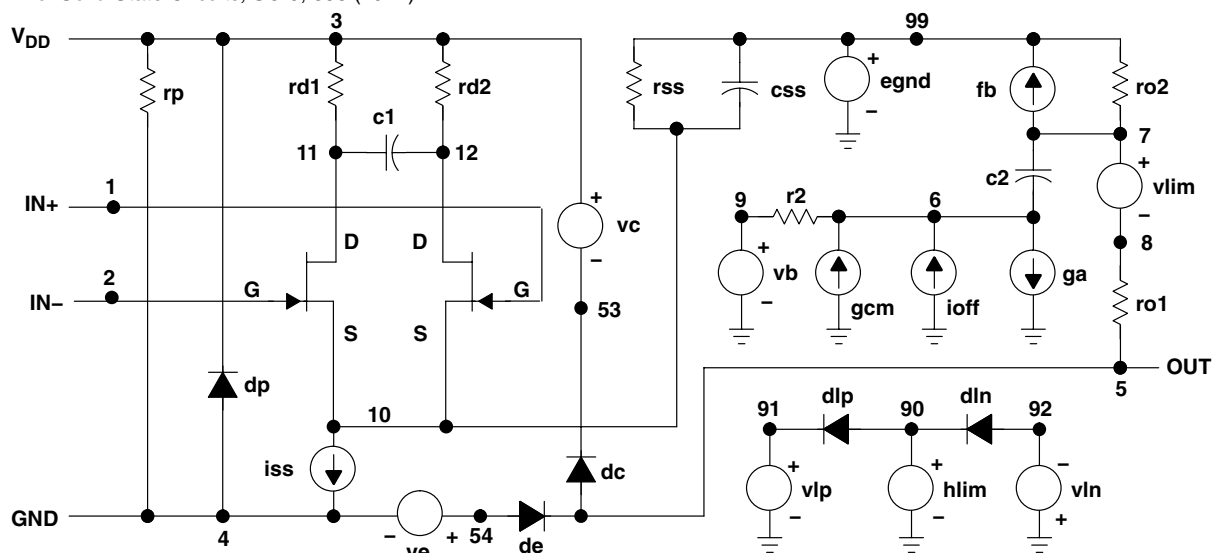 3
99
V_DD
rp
rd1
rd2
c1
11
12
rss
css
egnd
+
−
fb
ro2
7
c2
+
vlim
−
8
ro1
1
IN+
2
IN−
D
D
G
G
S
S
+
vc
−
53
9
r2
6
vb
+
−
gcm
ioff
ga
OUT
5
dp
10
iss
dc
GND
4
−
+
54
de
91
dlp
90
dln
92
+
vlp
−
+
hlim
−
−
vln
+